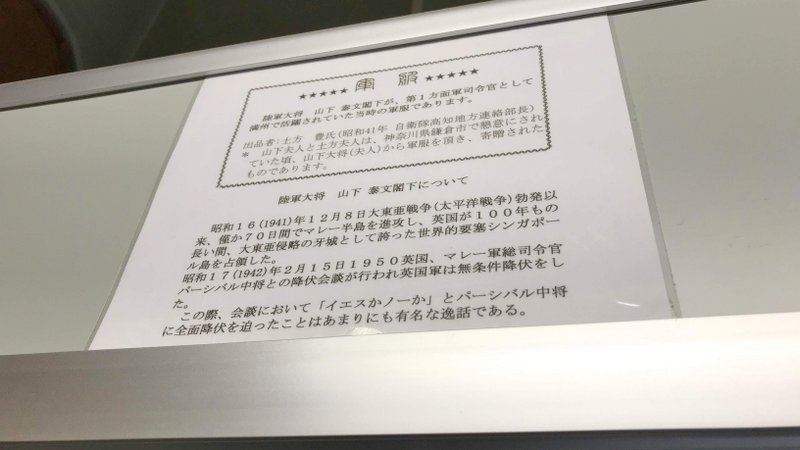 ★★★★★ 軍 服 ★★★★★
陸軍大将 山下 泰文閣下が、第1方面軍司令官として
満州で活躍されていた当時の軍服であります。
出品者:土方 豊氏(昭和41年 自衛隊高知地方連絡部長)
* 山下夫人と土方夫人は、神奈川県鎌倉市で懇意にされ
ていた頃、山下大将(夫人)から軍服を頂き、寄贈された
ものであります。
陸軍大将 山下 泰文閣下について
昭和16(1941)年12月8日大東亜戦争(太平洋戦争)勃発以
来、僅か70日間でマレー半島を進攻し、英国が100年もの
長い間、大東亜侵略の牙城として誇った世界的要塞シンガポー
ル島を占領した。
昭和17(1942)年2月15日1950英国、マレー軍総司令官
パーシバル中将との降伏会談が行われ英国軍は無条件降伏をし
た。
この際、会談において「イエスかノーか」とパーシバル中将
に全面降伏を迫ったことはあまりにも有名な逸話である。